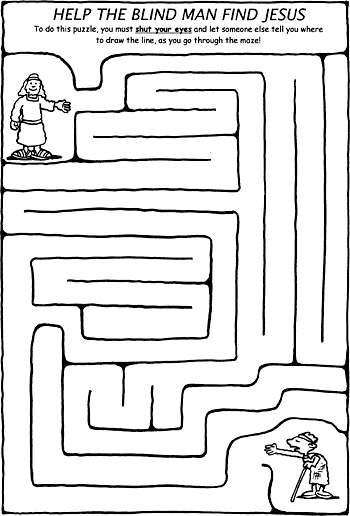 HELP THE BLIND MAN FIND JESUS
To do this puzzle, you must shut your eyes and let someone else tell you where
to draw the line, as you go through the maze!